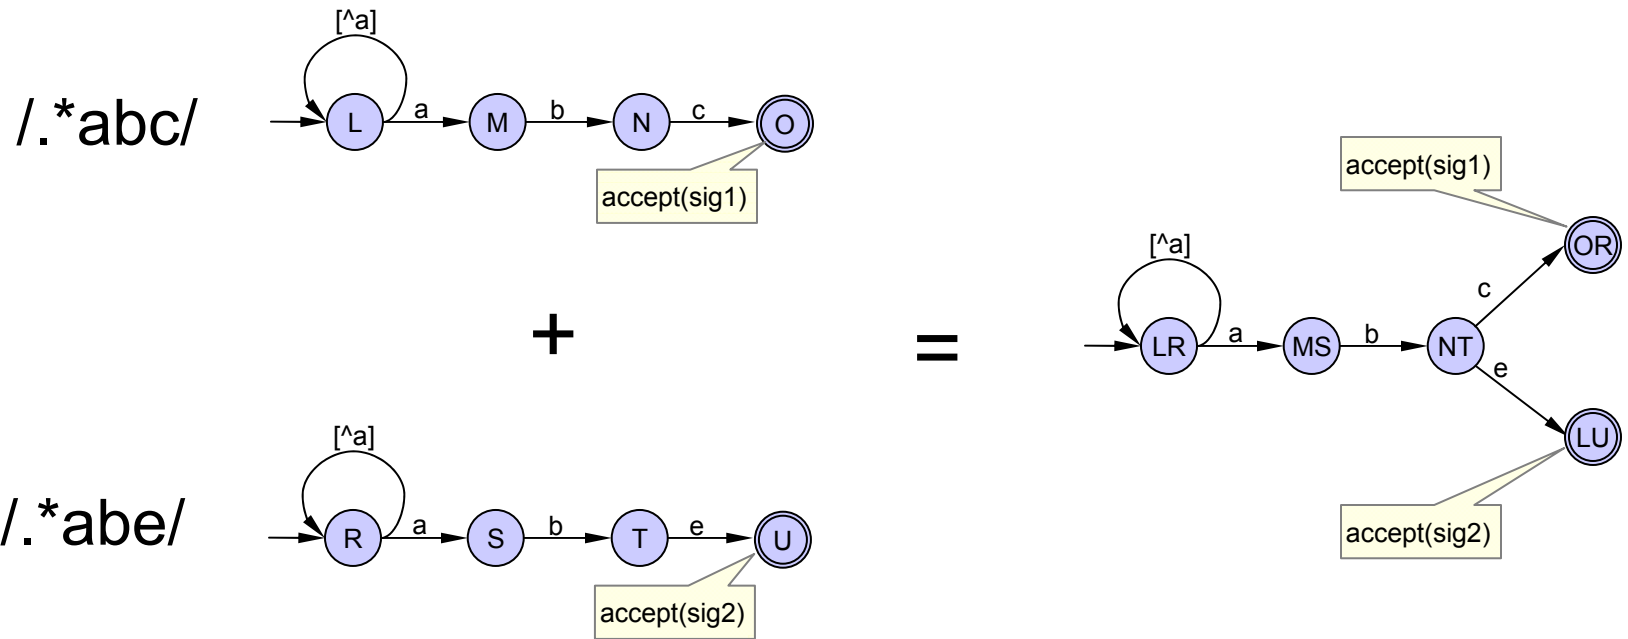 /.*abc/
[^a]
L
a
M
b
N
c
O
accept(sig1)
+
/.*abe/
[^a]
R
a
S
b
T
e
U
accept(sig2)
=
[^a]
LR
a
MS
b
NT
c
OR
accept(sig1)
e
LU
accept(sig2)